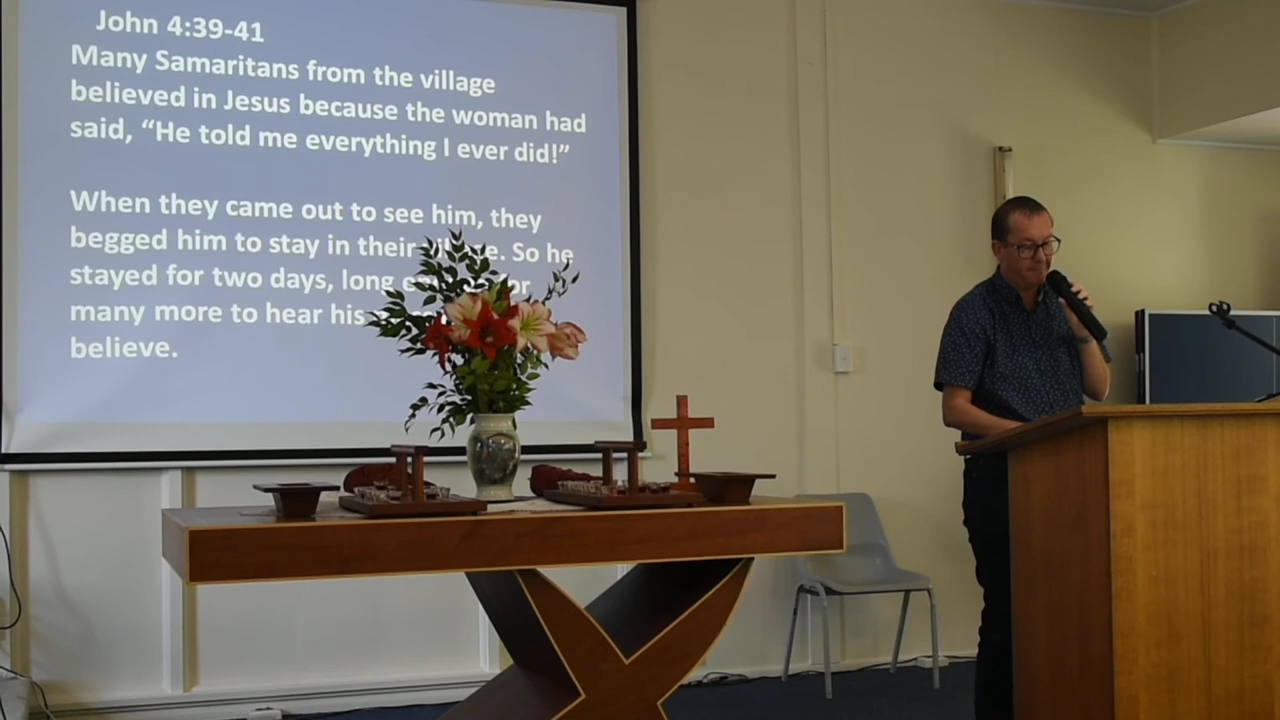 John 4:39-41
Many Samaritans from the village
believed in Jesus because the woman had
said, “He told me everything I ever did!”
When they came out to see him, they
begged him to stay in their . So he
stayed for two days, long
many more to hear his
believe.